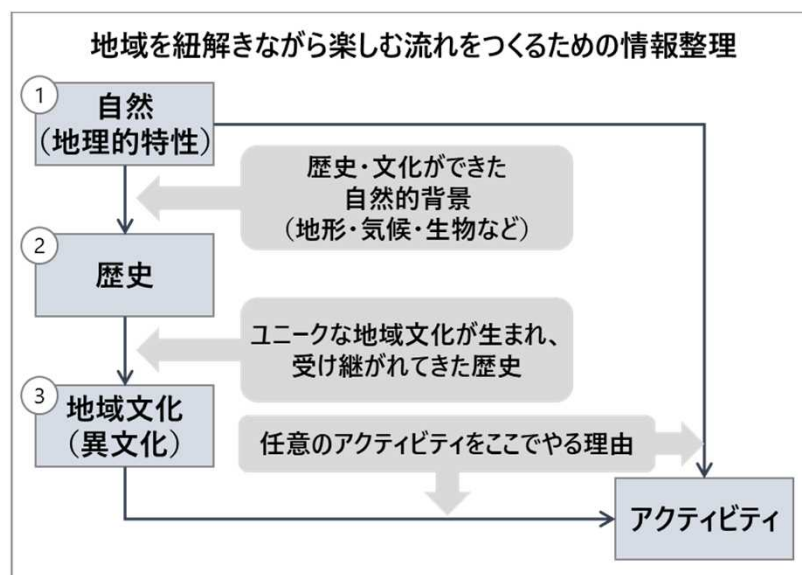 地域を紐解きながら楽しむ流れをつくるための情報整理
1
自然
（地理的特性）
歴史・文化ができた
自然的背景
（地形・気候・生物など）
2
歴史
ユニークな地域文化が生まれ、
受け継がれてきた歴史
3
地域文化
（異文化）
任意のアクティビティをここでやる理由
アクティビティ